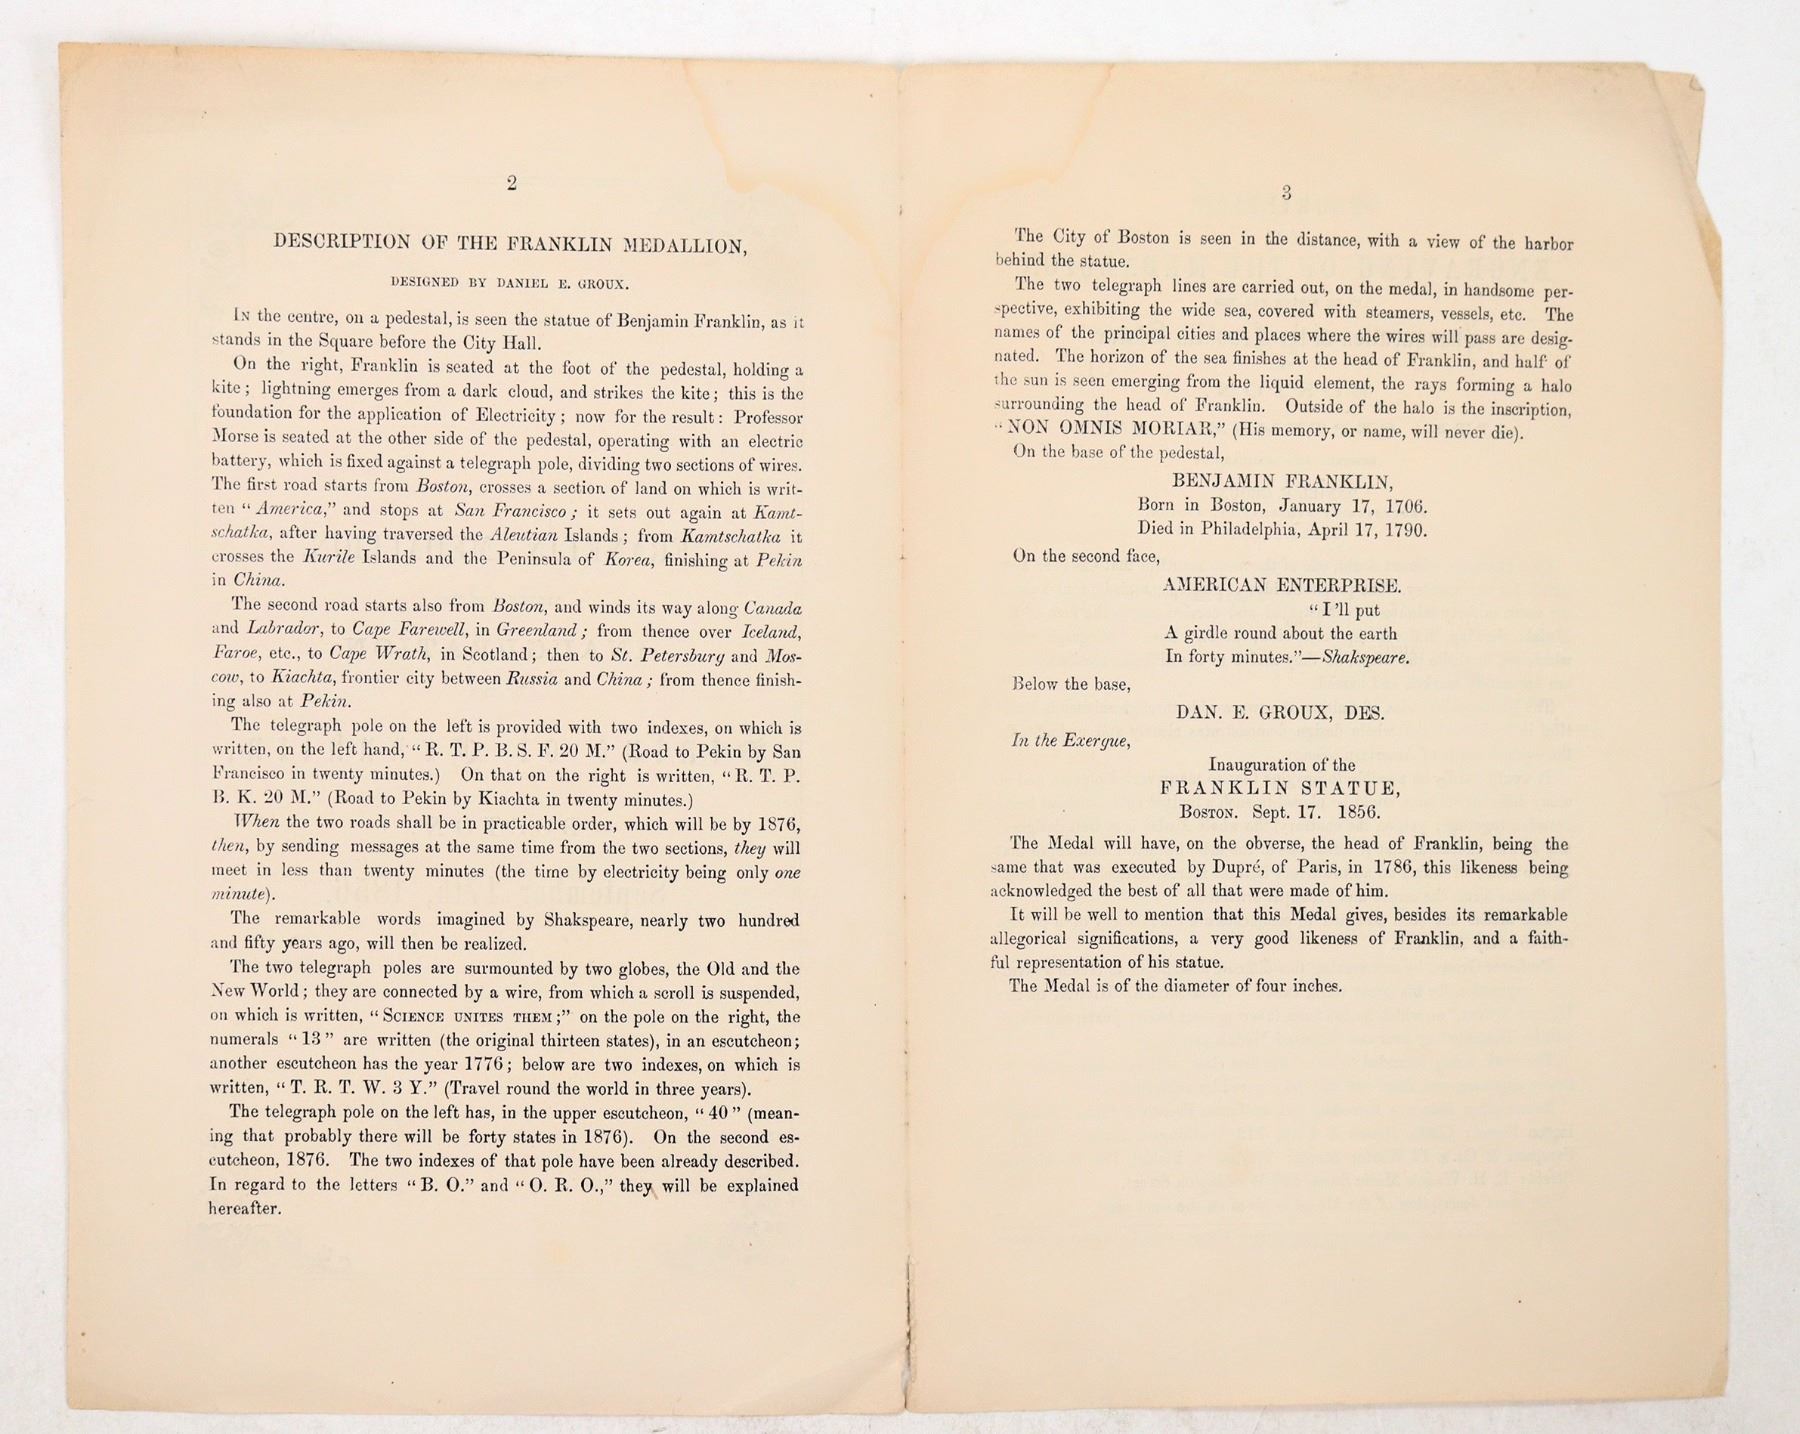 2
DESCRIPTION OF THE FRANKLIN MEDALLION,
DESIGNED BY DANIEL E. GROUX.
IN the centre, on a pedestal, is seen the statue of Benjamin Franklin, as it
stands in the Square before the City Hall.
On the right, Franklin is seated at the foot of the pedestal, holding a
kite; lightning emerges from a dark cloud, and strikes the kite; this is the
foundation for the application of Electricity; now for the result: Professor
Morse is seated at the other side of the pedestal, operating with an electric
battery, which is fixed against a telegraph pole, dividing two sections of wires.
The first road starts from Boston, crosses a section of land on which is writ-
ten "America," and stops at San Francisco; it sets out again at Kamt-
schatka, after having traversed the Aleutian Islands; from Kamtschatka it
crosses the Kurile Islands and the Peninsula of Korea, finishing at Pekin
in China.
The second road starts also from Boston, and winds its way along Canada
and Labrador, to Cape Farewell, in Greenland; from thence over Iceland,
Faroe, etc., to Cape Wrath, in Scotland; then to St. Petersburg and Mos-
cow, to Kiachta, frontier city between Russia and China; from thence finish-
ing also at Pekin.
The telegraph pole on the left is provided with two indexes, on which is
written, on the left hand, "R. T. P. B. S. F. 20 M." (Road to Pekin by San
Francisco in twenty minutes.) On that on the right is written, "R. T. P.
B. K. 20 M." (Road to Pekin by Kiachta in twenty minutes.)
When the two roads shall be in practicable order, which will be by 1876,
then, by sending messages at the same time from the two sections, they will
meet in less than twenty minutes (the time by electricity being only one
minute).
The remarkable words imagined by Shakspeare, nearly two hundred
and fifty years ago, will then be realized.
The two telegraph poles are surmounted by two globes, the Old and the
New World; they are connected by a wire, from which a scroll is suspended,
on which is written, "SCIENCE UNITES THEM;" on the pole on the right, the
numerals "13" are written (the original thirteen states), in an escutcheon;
another escutcheon has the year 1776; below are two indexes, on which is
written, "T. R. T. W. 3 Y." (Travel round the world in three years).
The telegraph pole on the left has, in the upper escutcheon, "40" (mean-
ing that probably there will be forty states in 1876). On the second es-
cutcheon, 1876. The two indexes of that pole have been already described.
In regard to the letters "B. O." and "O. R. O.," they will be explained
hereafter.
3
The City of Boston is seen in the distance, with a view of the harbor
behind the statue.
The two telegraph lines are carried out, on the medal, in handsome per-
spective, exhibiting the wide sea, covered with steamers, vessels, etc. The
names of the principal cities and places where the wires will pass are desig-
nated. The horizon of the sea finishes at the head of Franklin, and half of
the sun is seen emerging from the liquid element, the rays forming a halo
surrounding the head of Franklin. Outside of the halo is the inscription,
"NON OMNIS MORIAR," (His memory, or name, will never die).
On the base of the pedestal,
BENJAMIN FRANKLIN,
Born in Boston, January 17, 1706.
Died in Philadelphia, April 17, 1790.
On the second face,
AMERICAN ENTERPRISE.
"I'll put
A girdle round about the earth
In forty minutes."—Shakspeare.
Below the base,
DAN. E. GROUX, DES.
In the Exergue,
Inauguration of the
FRANKLIN STATUE,
BOSTON. Sept. 17. 1856.
The Medal will have, on the obverse, the head of Franklin, being the
same that was executed by Dupré, of Paris, in 1786, this likeness being
acknowledged the best of all that were made of him.
It will be well to mention that this Medal gives, besides its remarkable
allegorical significations, a very good likeness of Franklin, and a faith-
ful representation of his statue.
The Medal is of the diameter of four inches.